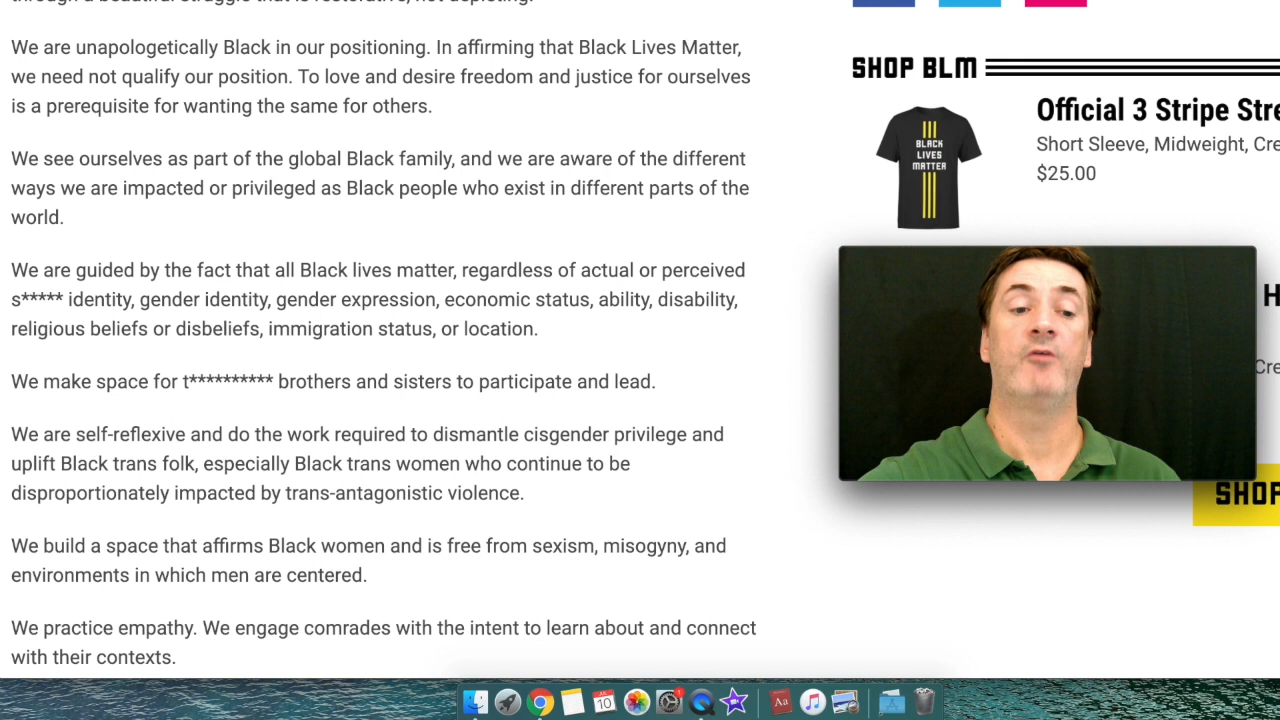 We are unapologetically Black in our positioning. In affirming that Black Lives Matter,
we need not qualify our position. To love and desire freedom and justice for ourselves
is a prerequisite for wanting the same for others.
We see ourselves as part of the global Black family, and we are aware of the different
ways we are impacted or privileged as Black people who exist in different parts of the
world.
We are guided by the fact that all Black lives matter, regardless of actual or perceived
s***** identity, gender identity, gender expression, economic status, ability, disability,
religious beliefs or disbeliefs, immigration status, or location.
We make space for t********** brothers and sisters to participate and lead.
We are self-reflexive and do the work required to dismantle cisgender privilege and
uplift Black trans folk, especially Black trans women who continue to be
disproportionately impacted by trans-antagonistic violence.
We build a space that affirms Black women and is free from sexism, misogyny, and
environments in which men are centered.
We practice empathy. We engage comrades with the intent to learn about and connect
with their contexts.
SHOP BLM
BLACK
LIVES
MATTER
Official 3 Stripe Stre
Short Sleeve, Midweight, Cre
$25.00
H
Cre
SHOP
JUL
10
1
Aa